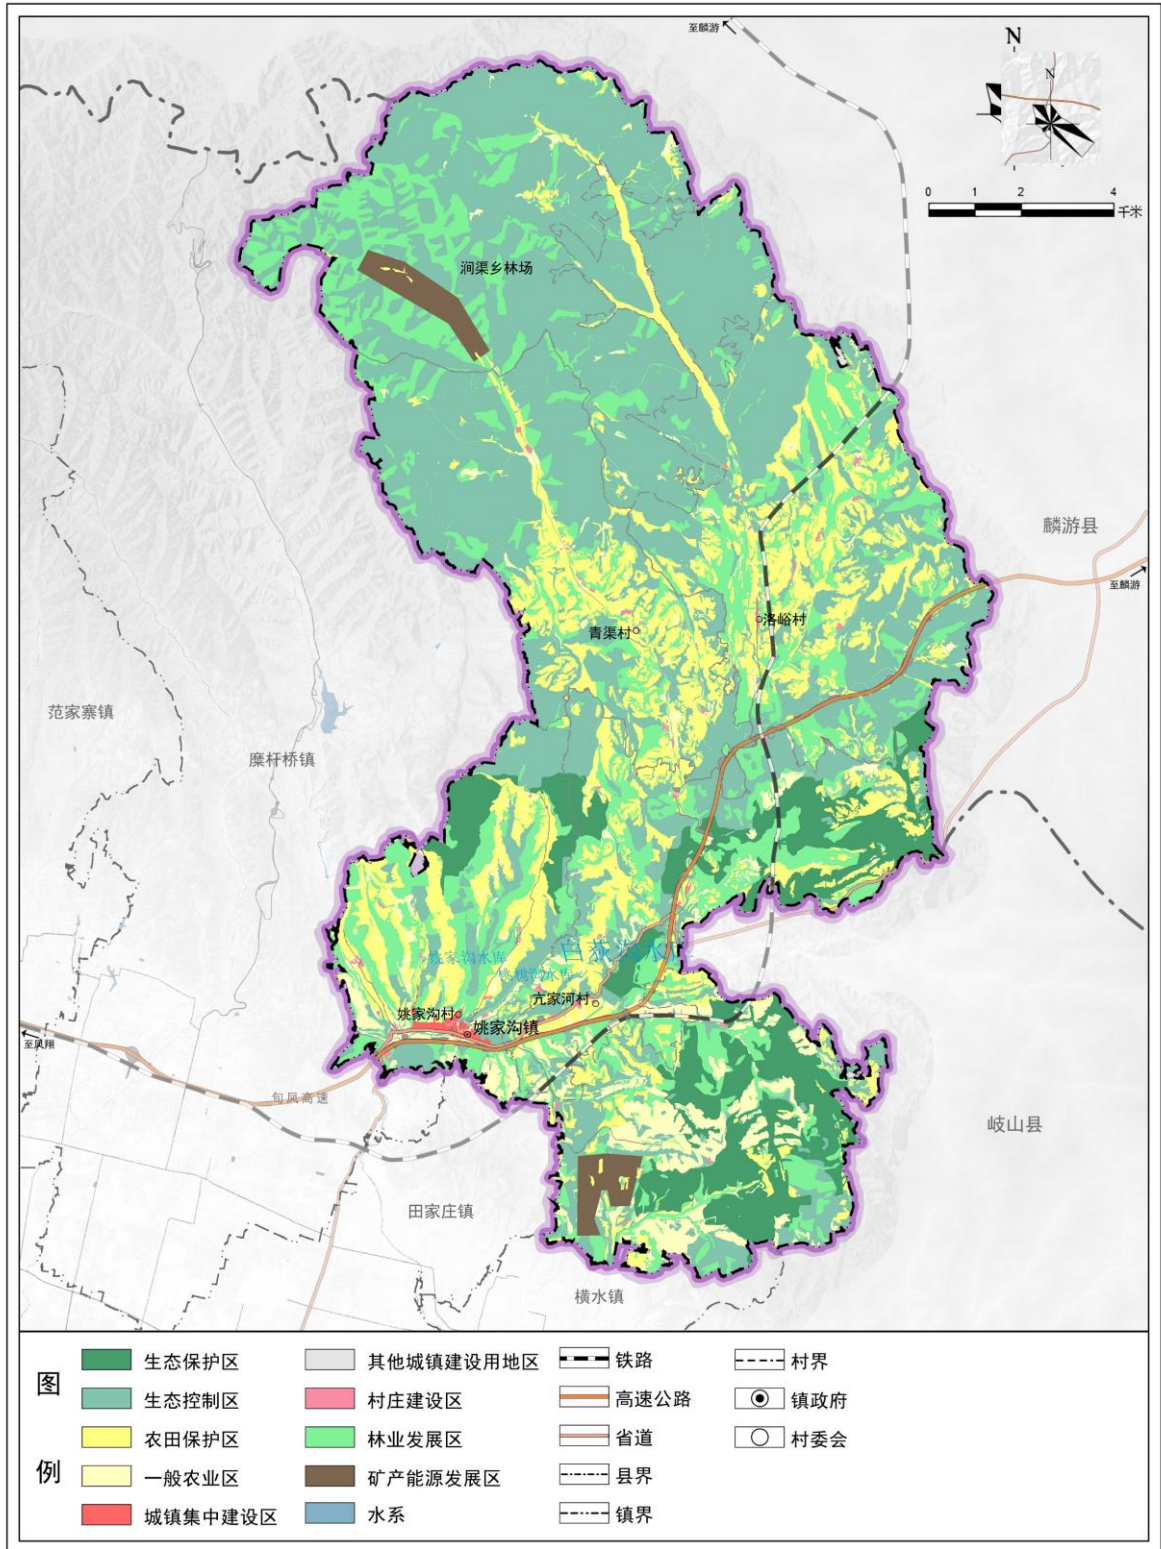 至麟游
N
N
0 1 2 4
千米
涧渠乡林场
麟游县
至麟游
青渠村
洛峪村
范家寨镇
糜杆桥镇
姚家沟水库
白荻沟水库
亢家河村
姚家沟村
姚家沟镇
至凤翔
旬凤高速
岐山县
田家庄镇
横水镇
图例
生态保护区
生态控制区
农田保护区
一般农业区
城镇集中建设区
其他城镇建设用地区
村庄建设区
林业发展区
矿产能源发展区
水系
铁路
高速公路
省道
县界
镇界
村界
镇政府
村委会